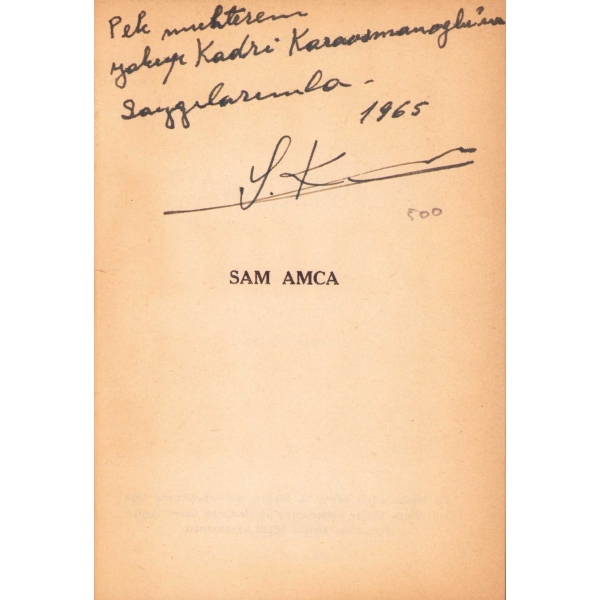 Pek muhterem
Yakup Kadri Karaosmanoğlu'na
Saygılarımla -
1965
S. K
500
SAM AMCA